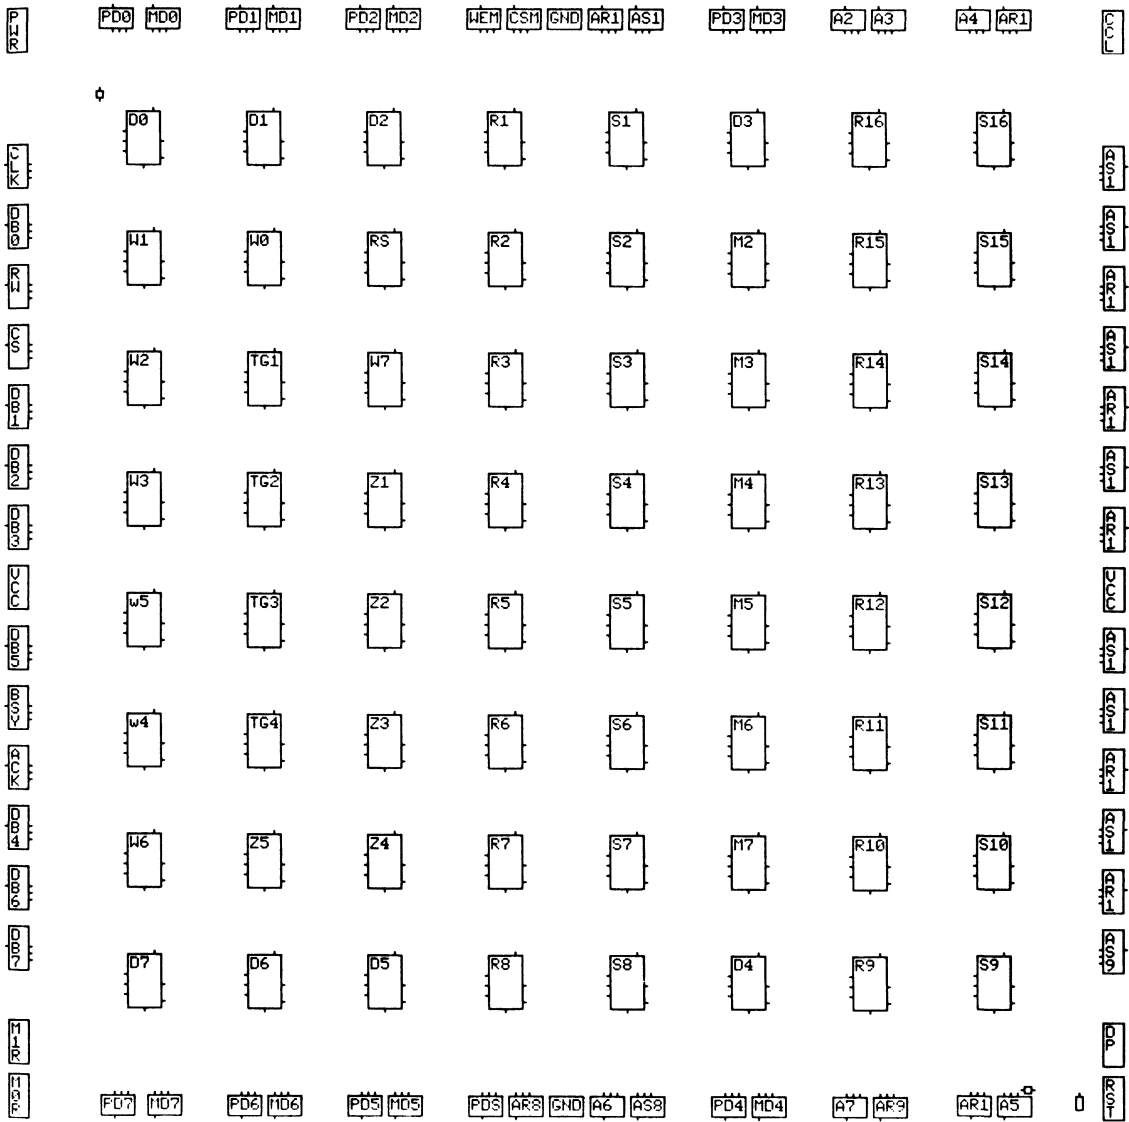 PWR PD0 MD0 PD1 MD1 PD2 MD2 WEM CSM GND AR1 AS1 PD3 MD3 A2 A3 A4 AR1 CCL
D0 D1 D2 R1 S1 D3 R16 S16
CLK AS1
DB0 AS1
W1 W0 RS R2 S2 M2 R15 S15
RW AR1
CS AS1
W2 TG1 W7 R3 S3 M3 R14 S14
DB1 AR1
DB2 AS1
W3 TG2 Z1 R4 S4 M4 R13 S13
DB3 AR1
VCC VCC
w5 TG3 Z2 R5 S5 M5 R12 S12
DB5 AS1
BSY AS1
w4 TG4 Z3 R6 S6 M6 R11 S11
ACK AR1
DB4 AS1
W6 Z5 Z4 R7 S7 M7 R10 S10
DB6 AR1
DB7 AS9
D7 D6 D5 R8 S8 D4 R9 S9
M1R DP
M0R PD7 MD7 PD6 MD6 PD5 MD5 PDS AR8 GND A6 AS8 PD4 MD4 A7 AR9 AR1 A5 RST